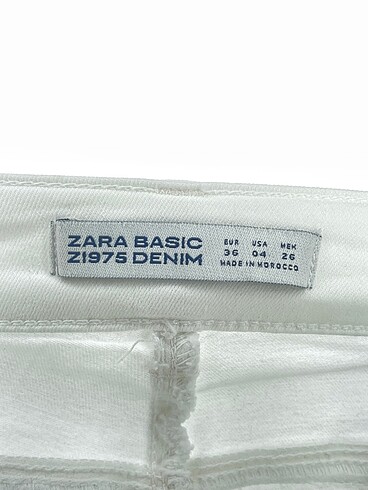 ZARA BASIC
Z1975 DENIM
EUR USA MEX
36 04 26
MADE IN MOROCCO